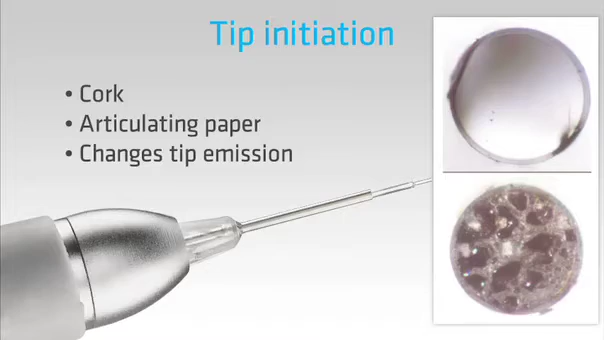 Tip initiation
• Cork
• Articulating paper
• Changes tip emission